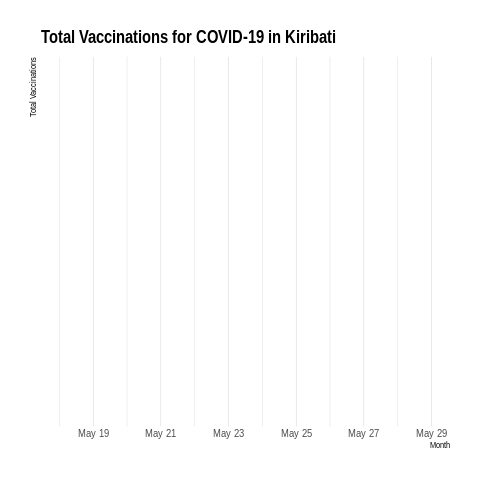 Total Vaccinations for COVID-19 in Kiribati
Total Vaccinations
May 19 May 21 May 23 May 25 May 27 May 29
Month